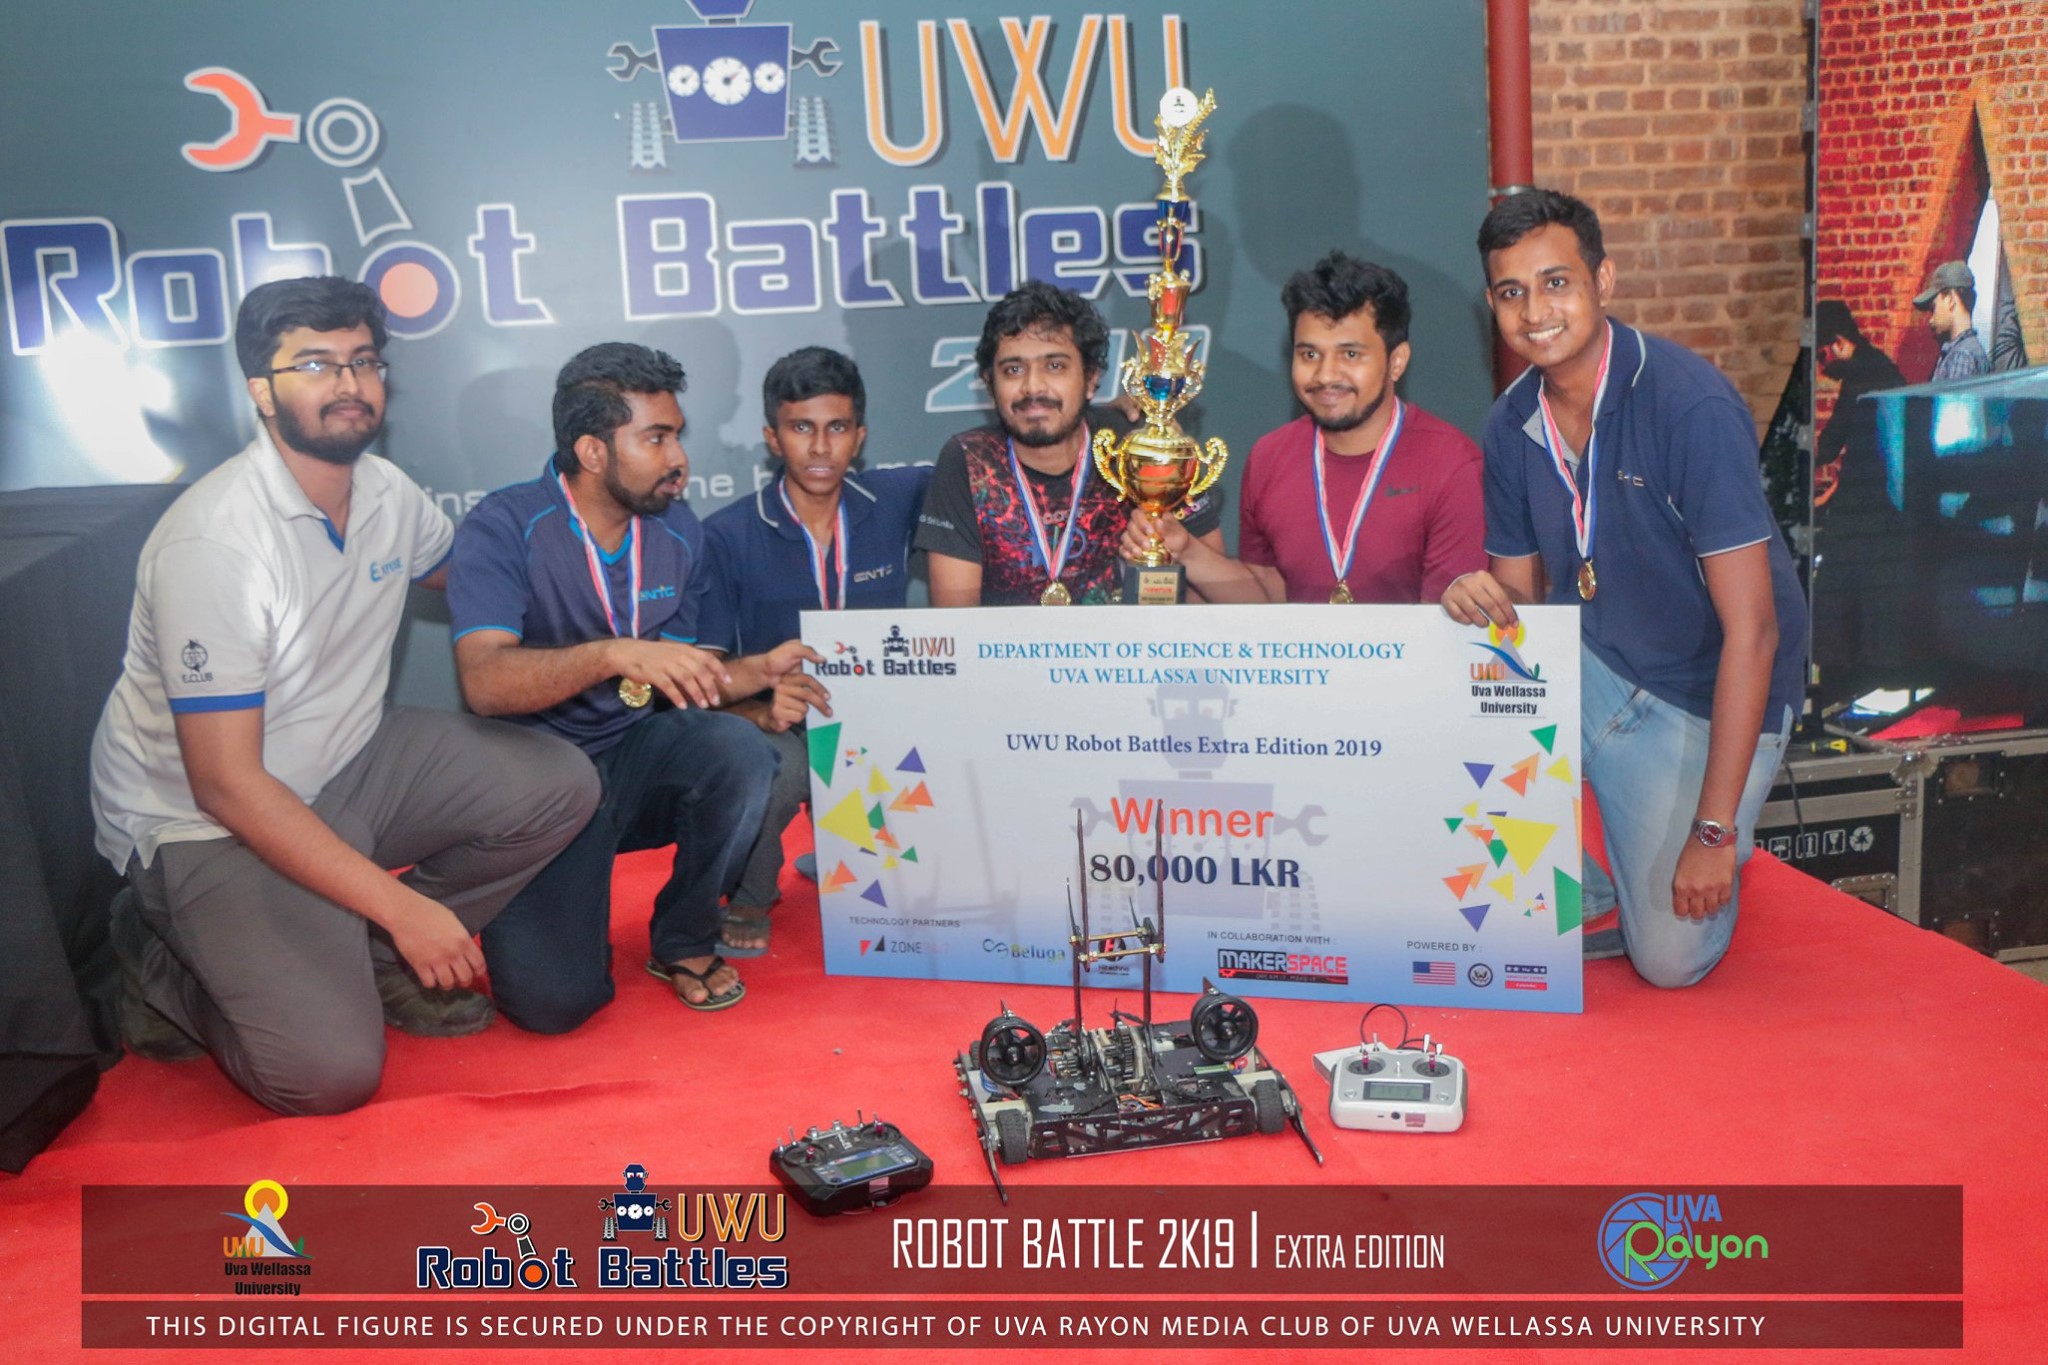 UWU
Robot Battles
EXPOSE
E.CLUB
ENTC
Robot Battles UWU
DEPARTMENT OF SCIENCE & TECHNOLOGY
UVA WELLASSA UNIVERSITY
UWU
Uva Wellassa
University
UWU Robot Battles Extra Edition 2019
Winner
80,000 LKR
TECHNOLOGY PARTNERS
ZONE
Beluga
IN COLLABORATION WITH :
MAKERSPACE
POWERED BY :
UWU
Uva Wellassa
University
UWU
Robot Battles
ROBOT BATTLE 2K19 | EXTRA EDITION
UVA
Rayon
THIS DIGITAL FIGURE IS SECURED UNDER THE COPYRIGHT OF UVA RAYON MEDIA CLUB OF UVA WELLASSA UNIVERSITY